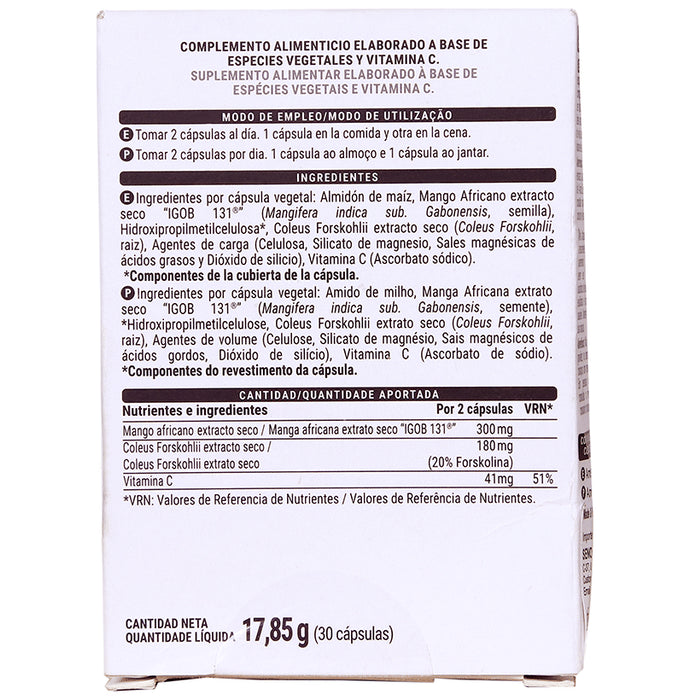 COMPLEMENTO ALIMENTICIO ELABORADO A BASE DE
ESPECIES VEGETALES Y VITAMINA C.
SUPLEMENTO ALIMENTAR ELABORADO À BASE DE
ESPÉCIES VEGETAIS E VITAMINA C.
MODO DE EMPLEO/MODO DE UTILIZAÇÃO
E Tomar 2 cápsulas al día. 1 cápsula en la comida y otra en la cena.
P Tomar 2 cápsulas por dia. 1 cápsula ao almoço e 1 cápsula ao jantar.
INGREDIENTES
E Ingredientes por cápsula vegetal: Almidón de maíz, Mango Africano extracto
seco "IGOB 131®" (Mangifera indica sub. Gabonensis, semilla),
Hidroxipropilmetilcelulosa*, Coleus Forskohlii extracto seco (Coleus Forskohlii,
raiz), Agentes de carga (Celulosa, Silicato de magnesio, Sales magnésicas de
ácidos grasos y Dióxido de silicio), Vitamina C (Ascorbato sódico).
*Componentes de la cubierta de la cápsula.
P Ingredientes por cápsula vegetal: Amido de milho, Manga Africana extrato
seco "IGOB 131®" (Mangifera indica sub. Gabonensis, semente),
*Hidroxipropilmetilcelulose, Coleus Forskohlii extrato seco (Coleus Forskohlii,
raiz), Agentes de volume (Celulose, Silicato de magnésio, Sais magnésicos de
ácidos gordos, Dióxido de silício), Vitamina C (Ascorbato de sódio).
*Componentes do revestimento da cápsula.
CANTIDAD/QUANTIDADE APORTADA
Nutrientes e ingredientes Por 2 cápsulas VRN*
Mango africano extracto seco / Manga africana extrato seco "IGOB 131®" 300 mg
Coleus Forskohlii extracto seco / 180 mg
Coleus Forskohlii extrato seco (20% Forskolina)
Vitamina C 41mg 51%
*VRN: Valores de Referencia de Nutrientes / Valores de Referência de Nutrientes.
CANTIDAD NETA
QUANTIDADE LÍQUIDA 17,85 g (30 cápsulas)